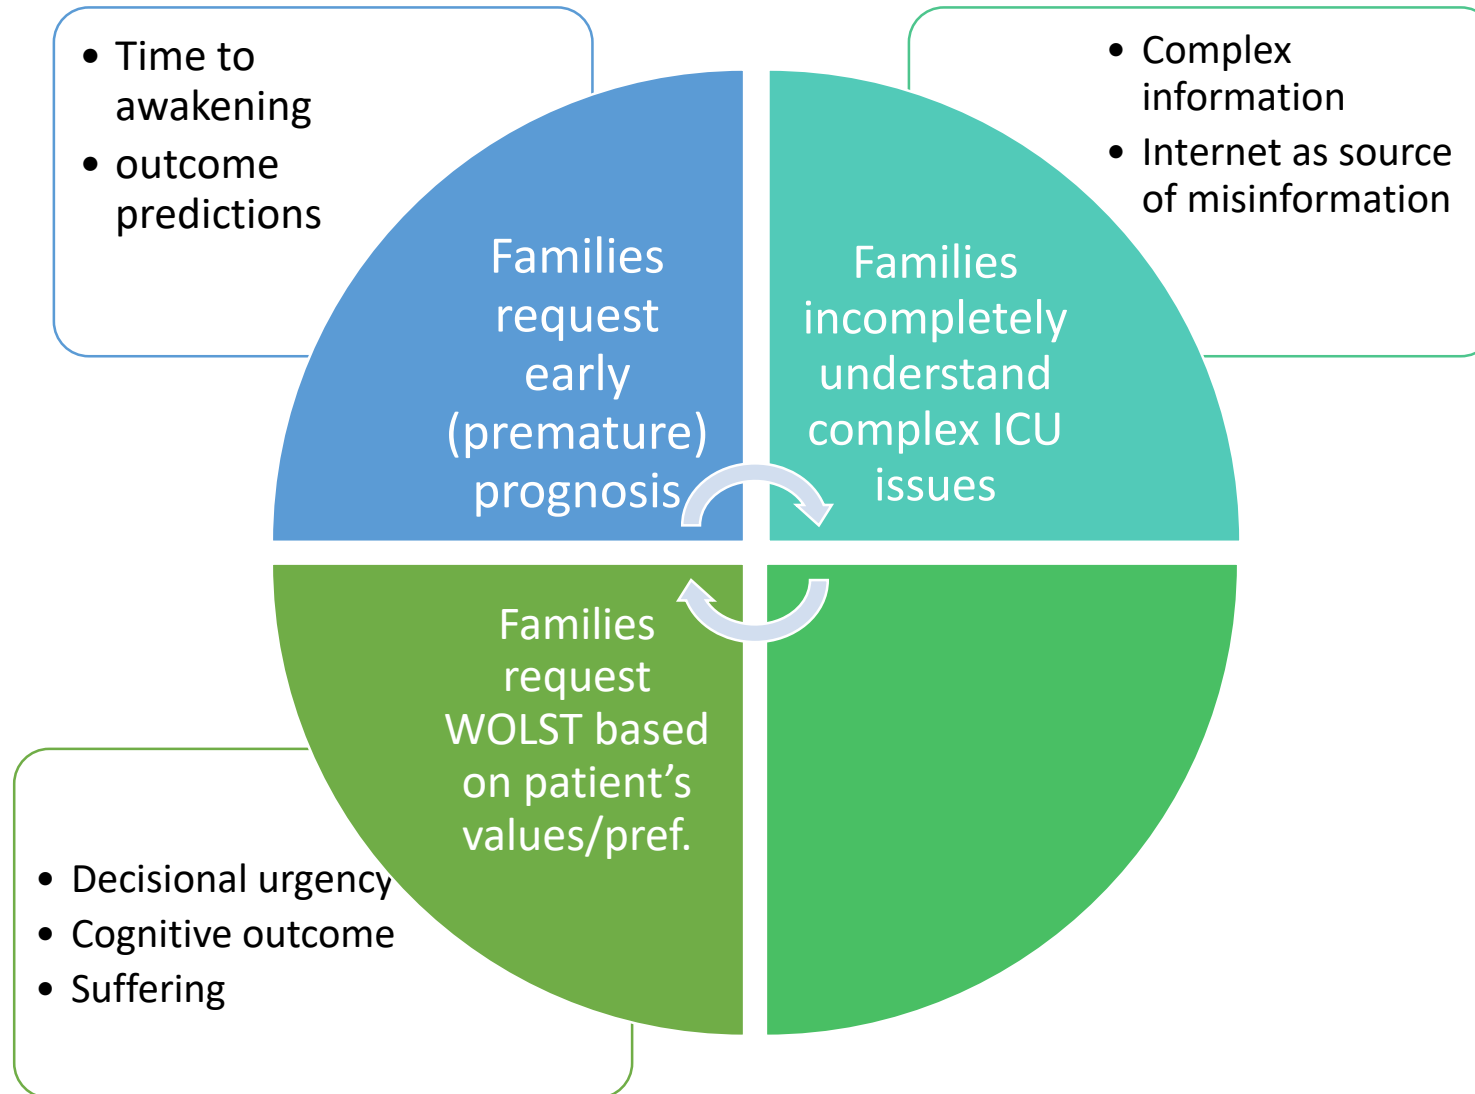 • Time to
awakening
• outcome
predictions
• Complex
information
• Internet as source
of misinformation
Families
request
early
(premature)
prognosis
Families
incompletely
understand
complex ICU
issues
Families
request
WOLST based
on patient’s
values/pref.
• Decisional urgency
• Cognitive outcome
• Suffering